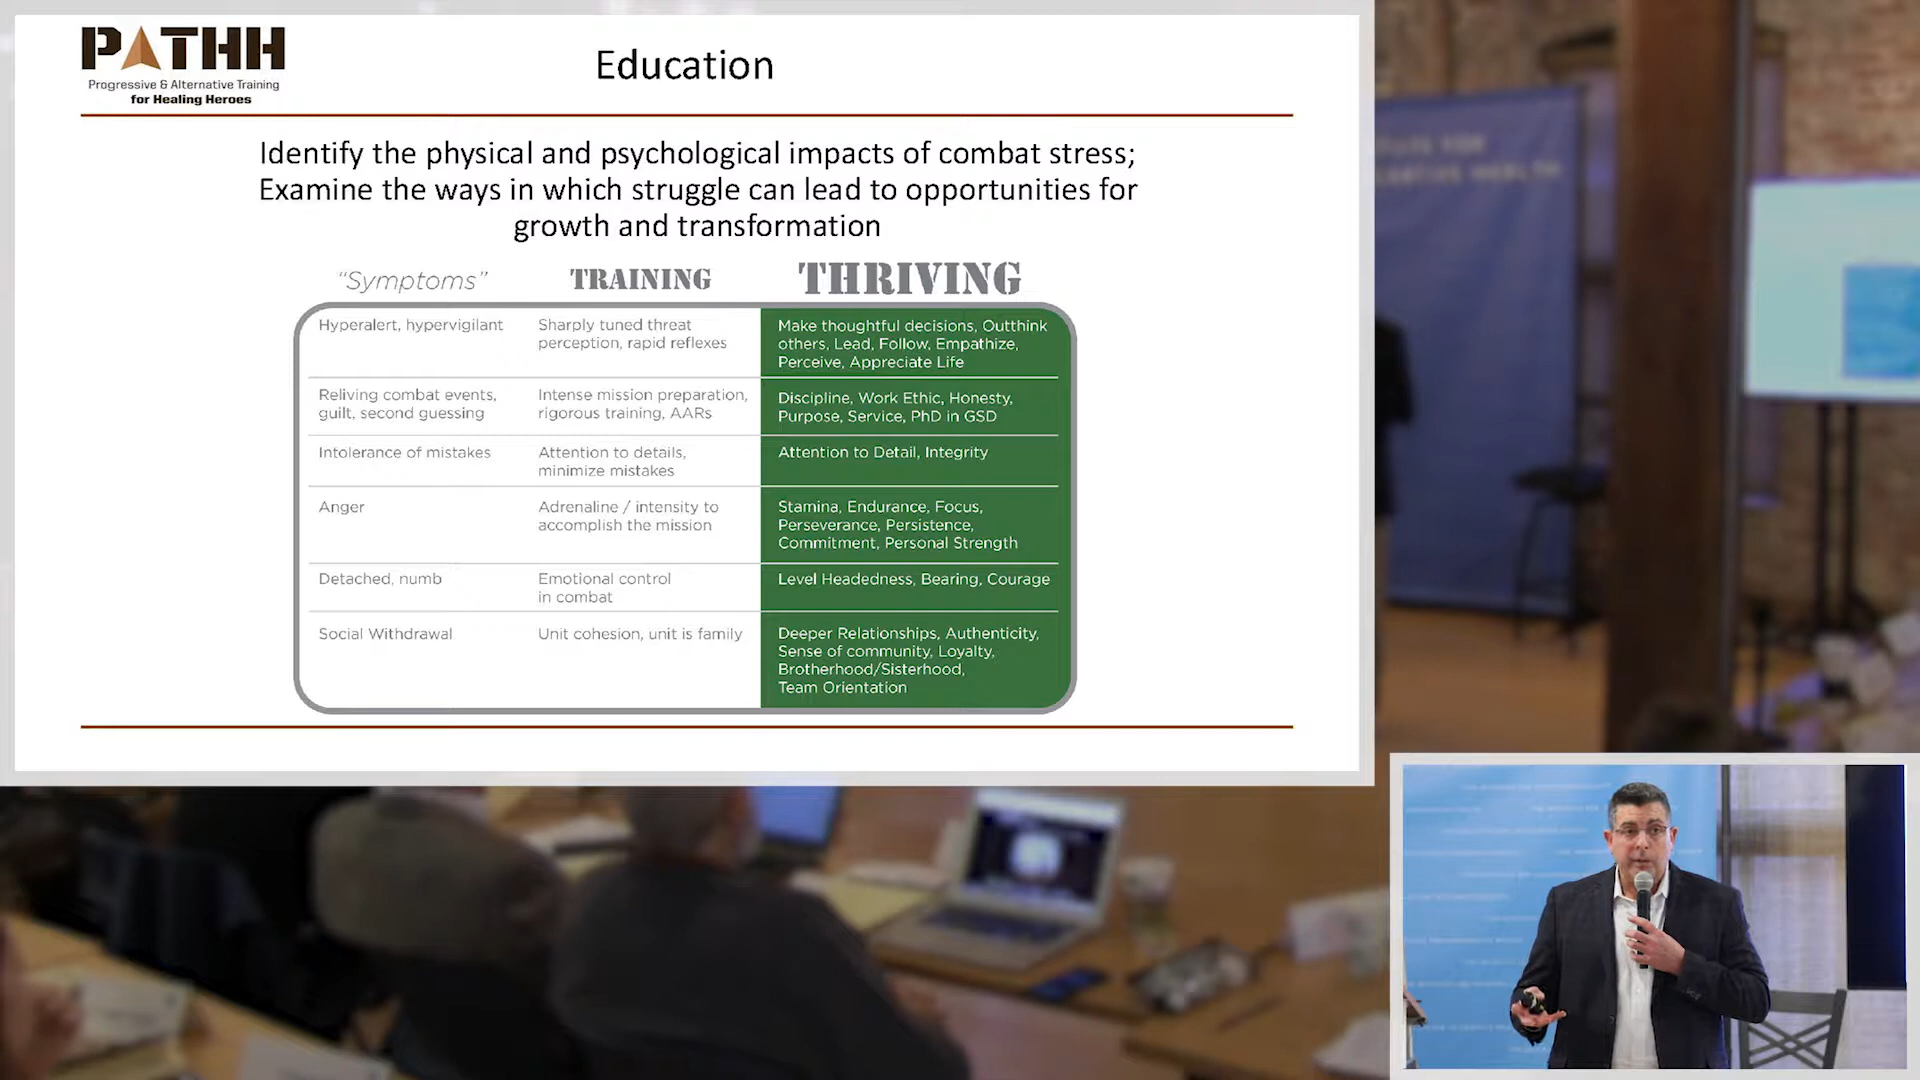 PATHH
Progressive & Alternative Training
for Healing Heroes
Education
Identify the physical and psychological impacts of combat stress;
Examine the ways in which struggle can lead to opportunities for
growth and transformation
"Symptoms"
TRAINING
THRIVING
Hyperalert, hypervigilant
Sharply tuned threat
perception, rapid reflexes
Make thoughtful decisions, Outthink
others, Lead, Follow, Empathize,
Perceive, Appreciate Life
Reliving combat events,
guilt, second guessing
Intense mission preparation,
rigorous training, AARs
Discipline, Work Ethic, Honesty,
Purpose, Service, PhD in GSD
Intolerance of mistakes
Attention to details,
minimize mistakes
Attention to Detail, Integrity
Anger
Adrenaline / intensity to
accomplish the mission
Stamina, Endurance, Focus,
Perseverance, Persistence,
Commitment, Personal Strength
Detached, numb
Emotional control
in combat
Level Headedness, Bearing, Courage
Social Withdrawal
Unit cohesion, unit is family
Deeper Relationships, Authenticity,
Sense of community, Loyalty,
Brotherhood/Sisterhood,
Team Orientation